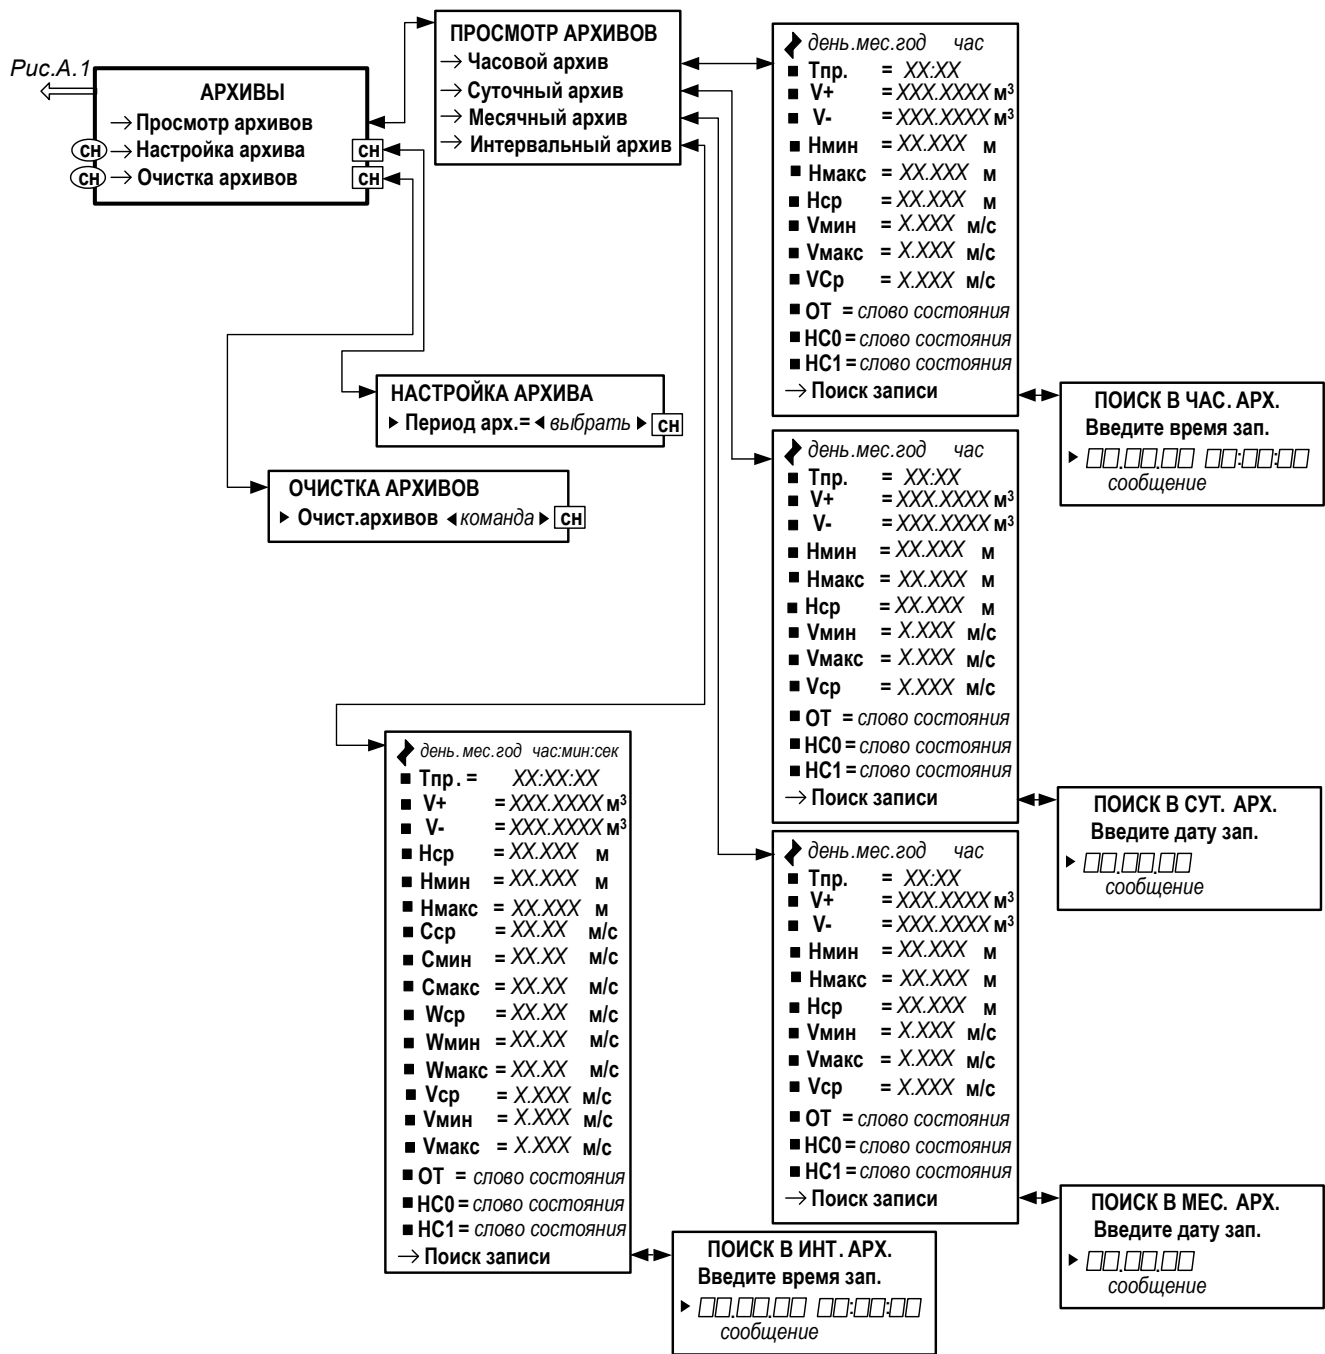 Рис.А.1
АРХИВЫ
→ Просмотр архивов
СН → Настройка архива СН
СН → Очистка архивов СН
ПРОСМОТР АРХИВОВ
→ Часовой архив
→ Суточный архив
→ Месячный архив
→ Интервальный архив
день.мес.год час
Тпр. = XX:XX
V+ = XXX.XXXX м³
V- = XXX.XXXX м³
Нмин = XX.XXX м
Нмакс = XX.XXX м
Нср = XX.XXX м
Vмин = X.XXX м/с
Vмакс = X.XXX м/с
VСр = X.XXX м/с
ОТ = слово состояния
НС0 = слово состояния
НС1 = слово состояния
→ Поиск записи
ПОИСК В ЧАС. АРХ.
Введите время зап.
▶ □□.□□.□□ □□:□□:□□
сообщение
НАСТРОЙКА АРХИВА
▶ Период арх.= ◀ выбрать ▶ СН
ОЧИСТКА АРХИВОВ
▶ Очист.архивов ◀ команда ▶ СН
день.мес.год час
Тпр. = XX:XX
V+ = XXX.XXXX м³
V- = XXX.XXXX м³
Нмин = XX.XXX м
Нмакс = XX.XXX м
Нср = XX.XXX м
Vмин = X.XXX м/с
Vмакс = X.XXX м/с
Vср = X.XXX м/с
ОТ = слово состояния
НС0 = слово состояния
НС1 = слово состояния
→ Поиск записи
ПОИСК В СУТ. АРХ.
Введите дату зап.
▶ □□.□□.□□
сообщение
день.мес.год час:мин:сек
Тпр. = XX:XX:XX
V+ = XXX.XXXX м³
V- = XXX.XXXX м³
Нср = XX.XXX м
Нмин = XX.XXX м
Нмакс = XX.XXX м
Сср = XX.XX м/с
Смин = XX.XX м/с
Смакс = XX.XX м/с
Wср = XX.XX м/с
Wмин = XX.XX м/с
Wмакс = XX.XX м/с
Vср = X.XXX м/с
Vмин = X.XXX м/с
Vмакс = X.XXX м/с
ОТ = слово состояния
НС0 = слово состояния
НС1 = слово состояния
→ Поиск записи
ПОИСК В ИНТ. АРХ.
Введите время зап.
▶ □□.□□.□□ □□:□□:□□
сообщение
день.мес.год час
Тпр. = XX:XX
V+ = XXX.XXXX м³
V- = XXX.XXXX м³
Нмин = XX.XXX м
Нмакс = XX.XXX м
Нср = XX.XXX м
Vмин = X.XXX м/с
Vмакс = X.XXX м/с
Vср = X.XXX м/с
ОТ = слово состояния
НС0 = слово состояния
НС1 = слово состояния
→ Поиск записи
ПОИСК В МЕС. АРХ.
Введите дату зап.
▶ □□.□□.□□
сообщение